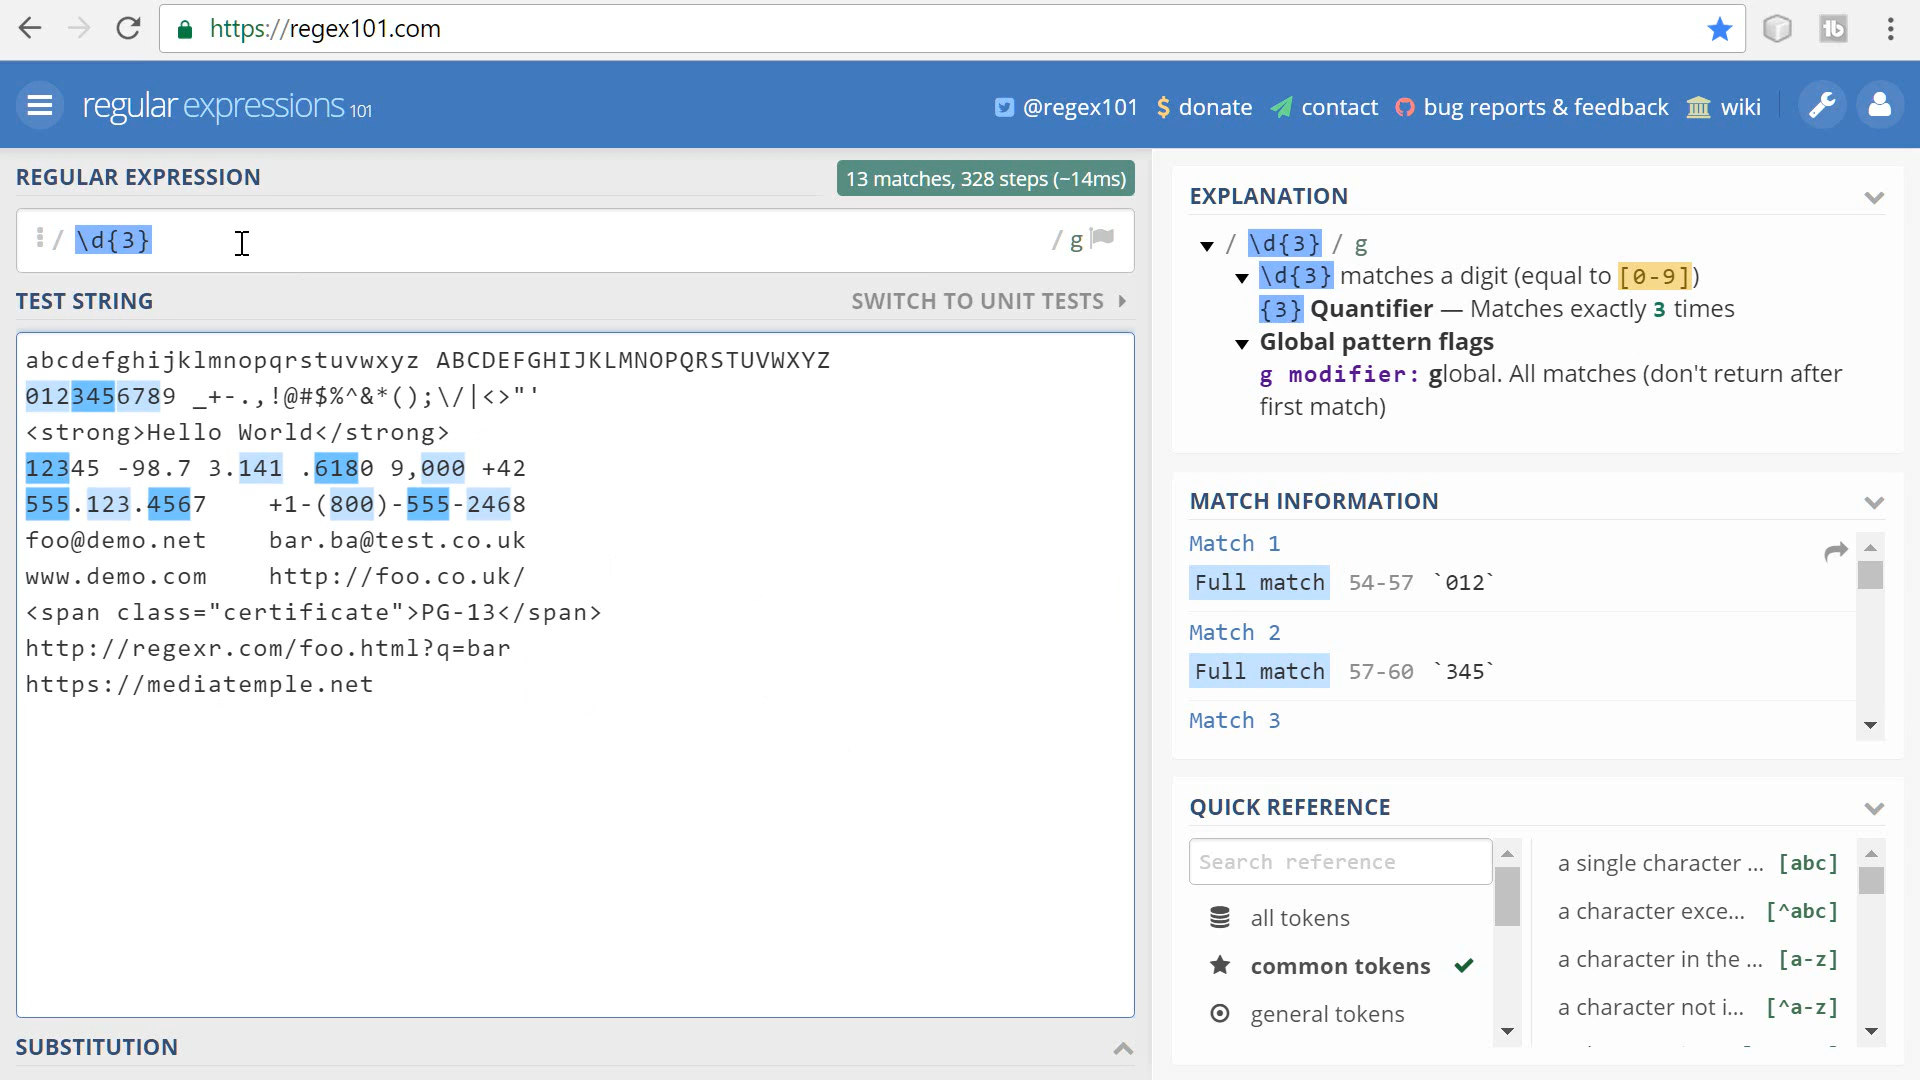 https://regex101.com
regular expressions 101
@regex101 $ donate contact bug reports & feedback wiki
REGULAR EXPRESSION
13 matches, 328 steps (~14ms)
/ \d{3} / g
TEST STRING
SWITCH TO UNIT TESTS
abcdefghijklmnopqrstuvwxyz ABCDEFGHIJKLMNOPQRSTUVWXYZ
0123456789 _+-.,!@#$%^&*();\/|<>"'
<strong>Hello World</strong>
12345 -98.7 3.141 .6180 9,000 +42
555.123.4567 +1-(800)-555-2468
foo@demo.net bar.ba@test.co.uk
www.demo.com http://foo.co.uk/
<span class="certificate">PG-13</span>
http://regexr.com/foo.html?q=bar
https://mediatemple.net
SUBSTITUTION
EXPLANATION
/ \d{3} / g
\d{3} matches a digit (equal to [0-9])
{3} Quantifier — Matches exactly 3 times
Global pattern flags
g modifier: global. All matches (don't return after
first match)
MATCH INFORMATION
Match 1
Full match 54-57 `012`
Match 2
Full match 57-60 `345`
Match 3
QUICK REFERENCE
Search reference
all tokens
common tokens
general tokens
a single character ... [abc]
a character exce... [^abc]
a character in the ... [a-z]
a character not i... [^a-z]